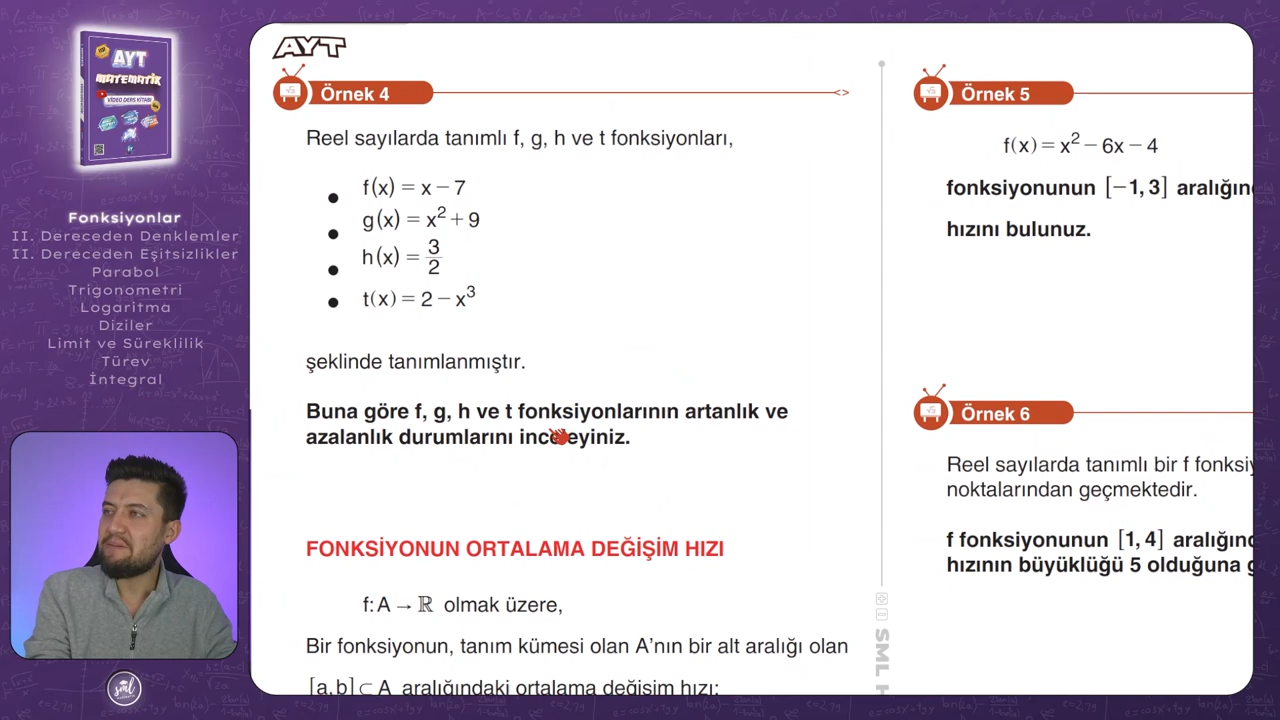 AYT
MATEMATİK
VİDEO DERS KİTABI
Fonksiyonlar
II. Dereceden Denklemler
II. Dereceden Eşitsizlikler
Parabol
Trigonometri
Logaritma
Diziler
Limit ve Süreklilik
Türev
İntegral
sml
AYT
Örnek 4
Reel sayılarda tanımlı f, g, h ve t fonksiyonları,
● f(x) = x − 7
● g(x) = x² + 9
● h(x) = 3/2
● t(x) = 2 − x³
şeklinde tanımlanmıştır.
Buna göre f, g, h ve t fonksiyonlarının artanlık ve
azalanlık durumlarını inceleyiniz.
FONKSİYONUN ORTALAMA DEĞİŞİM HIZI
f: A → ℝ olmak üzere,
Bir fonksiyonun, tanım kümesi olan A’nın bir alt aralığı olan
[a, b] ⊂ A aralığındaki ortalama değişim hızı;
SML
Örnek 5
f(x) = x² − 6x − 4
fonksiyonunun [−1, 3]
hızını bulunuz.
Örnek 6
Reel sayılarda tanımlı bir f
noktalarından geçmektedir.
f fonksiyonunun [1, 4]
hızının büyüklüğü 5 olduğuna